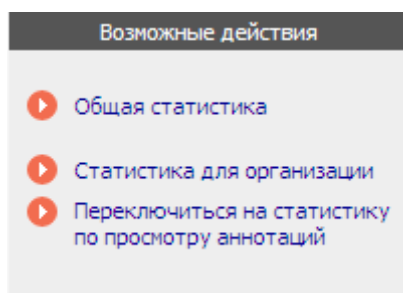 Возможные действия
Общая статистика
Статистика для организации
Переключиться на статистику
по просмотру аннотаций